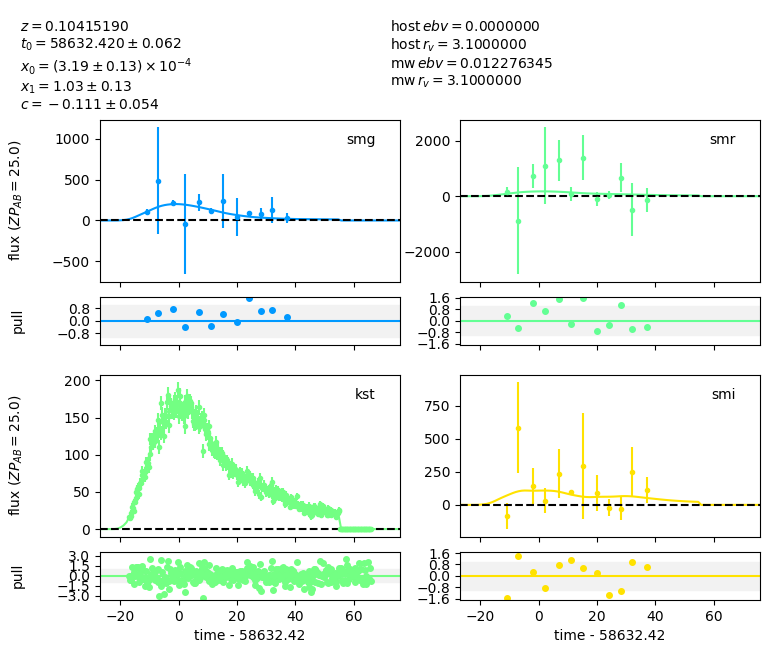 z = 0.10415190
t₀ = 58632.420 ± 0.062
x₀ = (3.19 ± 0.13) × 10⁻⁴
x₁ = 1.03 ± 0.13
c = −0.111 ± 0.054
host ebv = 0.0000000
host r_v = 3.1000000
mw ebv = 0.012276345
mw r_v = 3.1000000
smg
1000
500
0
−500
flux (ZP_AB = 25.0)
smr
2000
0
−2000
0.8
0.0
−0.8
pull
1.6
0.8
0.0
−0.8
−1.6
kst
200
150
100
50
0
flux (ZP_AB = 25.0)
smi
750
500
250
0
3.0
1.5
0.0
−1.5
−3.0
pull
−20 0 20 40 60
time - 58632.42
1.6
0.8
0.0
−0.8
−1.6
−20 0 20 40 60
time - 58632.42